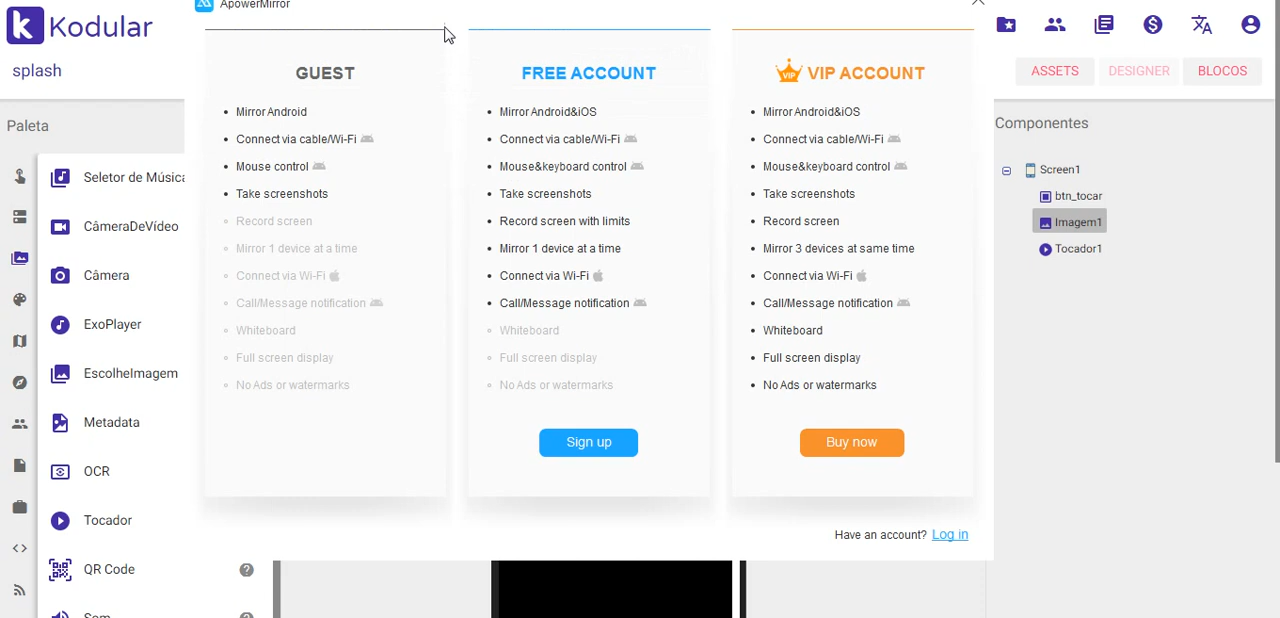 Kodular
splash
ApowerMirror
ASSETS
DESIGNER
BLOCOS
Paleta
Seletor de Música
CâmeraDeVídeo
Câmera
ExoPlayer
EscolheImagem
Metadata
OCR
Tocador
QR Code
Som
GUEST
Mirror Android
Connect via cable/Wi-Fi
Mouse control
Take screenshots
Record screen
Mirror 1 device at a time
Connect via Wi-Fi
Call/Message notification
Whiteboard
Full screen display
No Ads or watermarks
FREE ACCOUNT
Mirror Android&iOS
Connect via cable/Wi-Fi
Mouse&keyboard control
Take screenshots
Record screen with limits
Mirror 1 device at a time
Connect via Wi-Fi
Call/Message notification
Whiteboard
Full screen display
No Ads or watermarks
Sign up
VIP VIP ACCOUNT
Mirror Android&iOS
Connect via cable/Wi-Fi
Mouse&keyboard control
Take screenshots
Record screen
Mirror 3 devices at same time
Connect via Wi-Fi
Call/Message notification
Whiteboard
Full screen display
No Ads or watermarks
Buy now
Have an account? Log in
Componentes
Screen1
btn_tocar
Imagem1
Tocador1